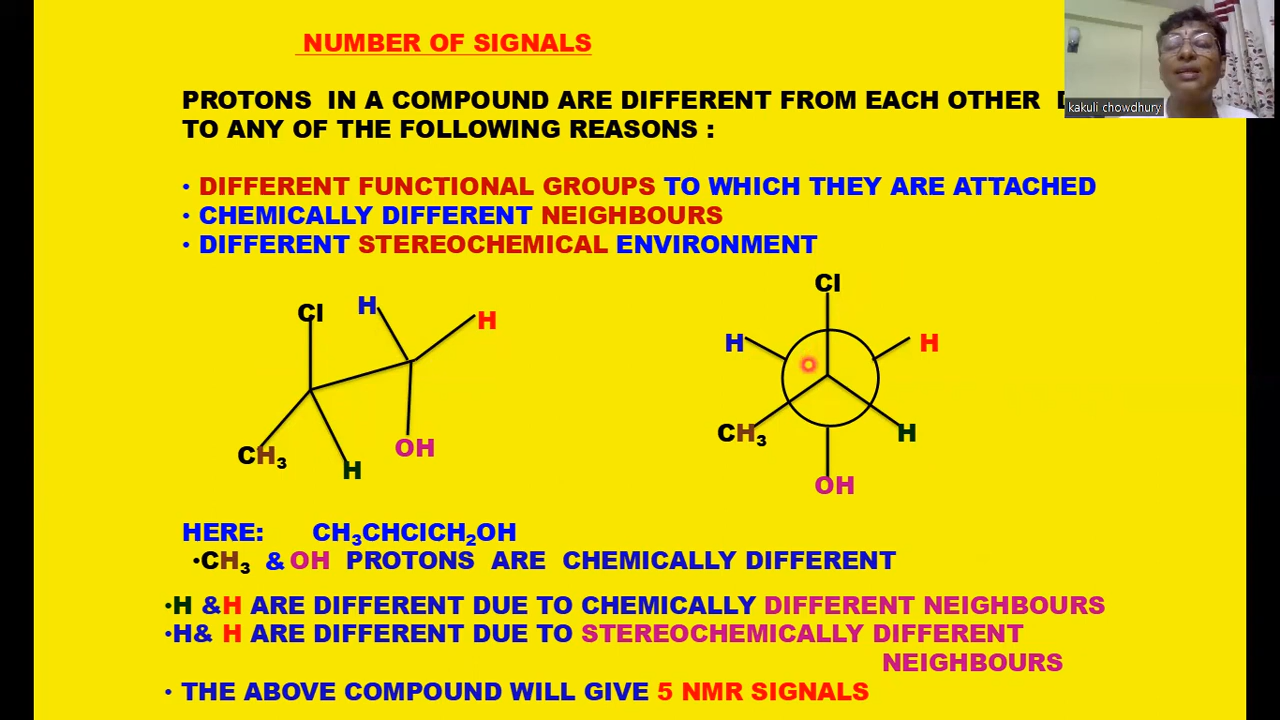 NUMBER OF SIGNALS
PROTONS IN A COMPOUND ARE DIFFERENT FROM EACH OTHER
kakuli chowdhury
TO ANY OF THE FOLLOWING REASONS :
• DIFFERENT FUNCTIONAL GROUPS TO WHICH THEY ARE ATTACHED
• CHEMICALLY DIFFERENT NEIGHBOURS
• DIFFERENT STEREOCHEMICAL ENVIRONMENT
Cl H H
CH3 H OH
Cl
H H
CH3 H
OH
HERE: CH3CHClCH2OH
•CH3 & OH PROTONS ARE CHEMICALLY DIFFERENT
•H &H ARE DIFFERENT DUE TO CHEMICALLY DIFFERENT NEIGHBOURS
•H& H ARE DIFFERENT DUE TO STEREOCHEMICALLY DIFFERENT
NEIGHBOURS
• THE ABOVE COMPOUND WILL GIVE 5 NMR SIGNALS